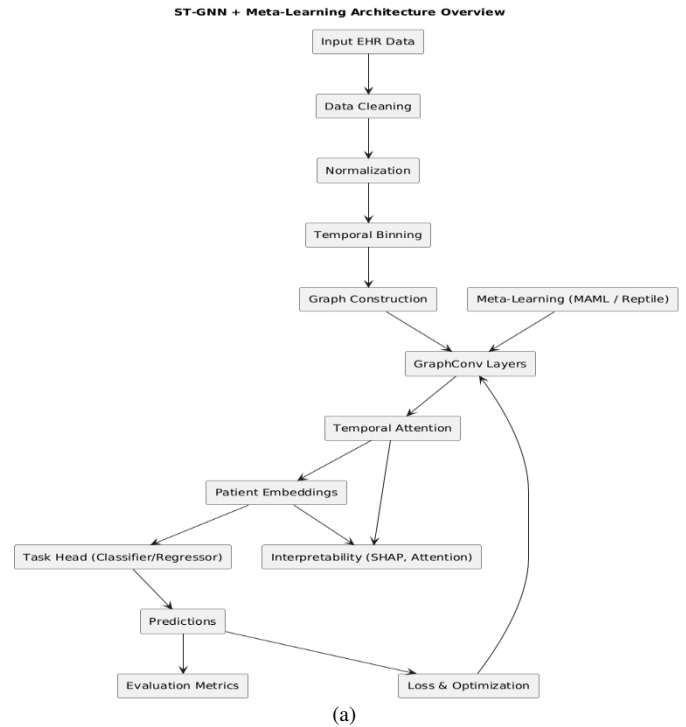 ST-GNN + Meta-Learning Architecture Overview
Input EHR Data
Data Cleaning
Normalization
Temporal Binning
Graph Construction
Meta-Learning (MAML / Reptile)
GraphConv Layers
Temporal Attention
Patient Embeddings
Task Head (Classifier/Regressor)
Interpretability (SHAP, Attention)
Predictions
Evaluation Metrics
Loss & Optimization
(a)